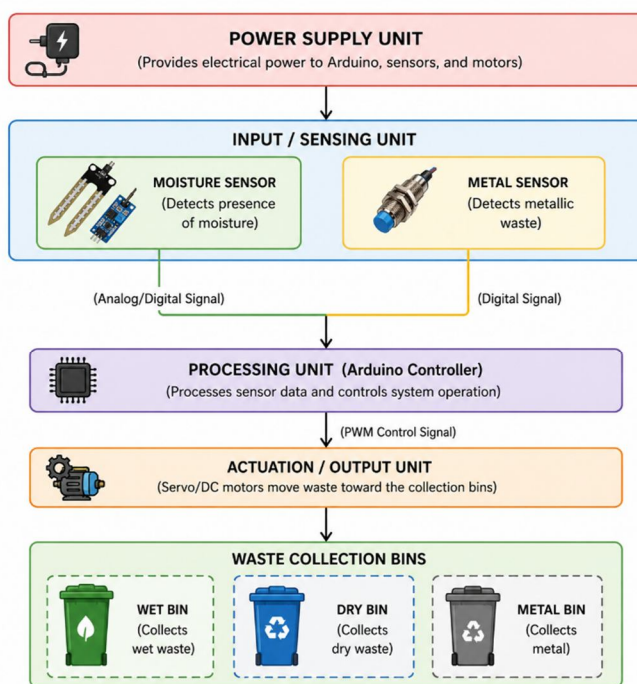 POWER SUPPLY UNIT
(Provides electrical power to Arduino, sensors, and motors)
INPUT / SENSING UNIT
MOISTURE SENSOR
(Detects presence
of moisture)
METAL SENSOR
(Detects metallic
waste)
(Analog/Digital Signal)
(Digital Signal)
PROCESSING UNIT (Arduino Controller)
(Processes sensor data and controls system operation)
(PWM Control Signal)
ACTUATION / OUTPUT UNIT
(Servo/DC motors move waste toward the collection bins)
WASTE COLLECTION BINS
WET BIN
(Collects
wet waste)
DRY BIN
(Collects
dry waste)
METAL BIN
(Collects
metal)